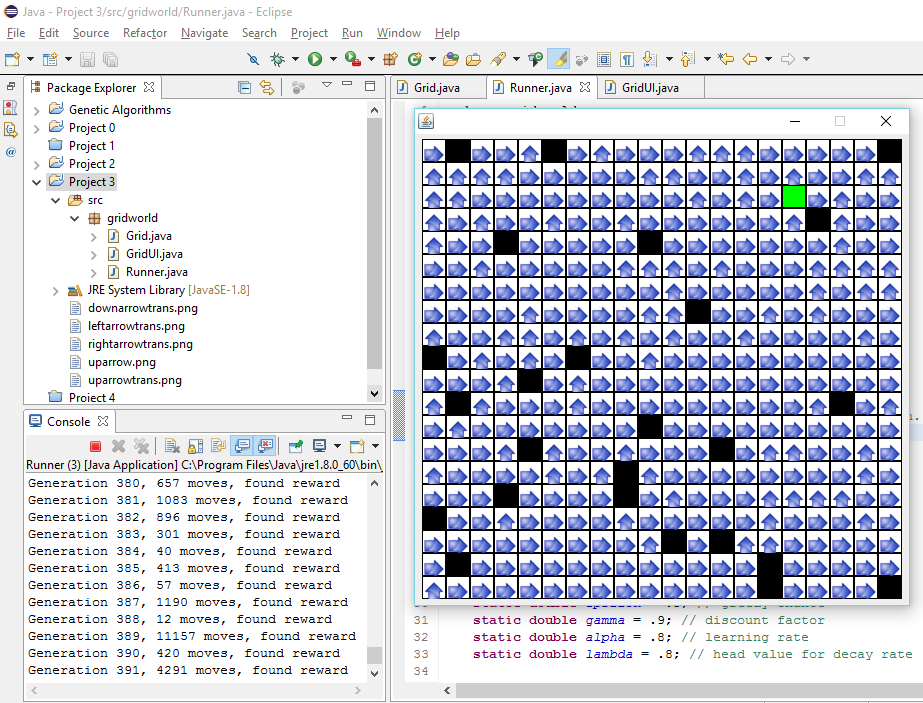 Java - Project 3/src/gridworld/Runner.java - Eclipse
File Edit Source Refactor Navigate Search Project Run Window Help
Package Explorer
Genetic Algorithms
Project 0
Project 1
Project 2
Project 3
src
gridworld
Grid.java
GridUI.java
Runner.java
JRE System Library [JavaSE-1.8]
downarrowtrans.png
leftarrowtrans.png
rightarrowtrans.png
uparrow.png
uparrowtrans.png
Project 4
Console
Runner (3) [Java Application] C:\Program Files\Java\jre1.8.0_60\bin\
Generation 380, 657 moves, found reward
Generation 381, 1083 moves, found reward
Generation 382, 896 moves, found reward
Generation 383, 301 moves, found reward
Generation 384, 40 moves, found reward
Generation 385, 413 moves, found reward
Generation 386, 57 moves, found reward
Generation 387, 1190 moves, found reward
Generation 388, 12 moves, found reward
Generation 389, 11157 moves, found reward
Generation 390, 420 moves, found reward
Generation 391, 4291 moves, found reward
Grid.java Runner.java GridUI.java
31 static double gamma = .9; // discount factor
32 static double alpha = .8; // learning rate
33 static double lambda = .8; // head value for decay rate
34